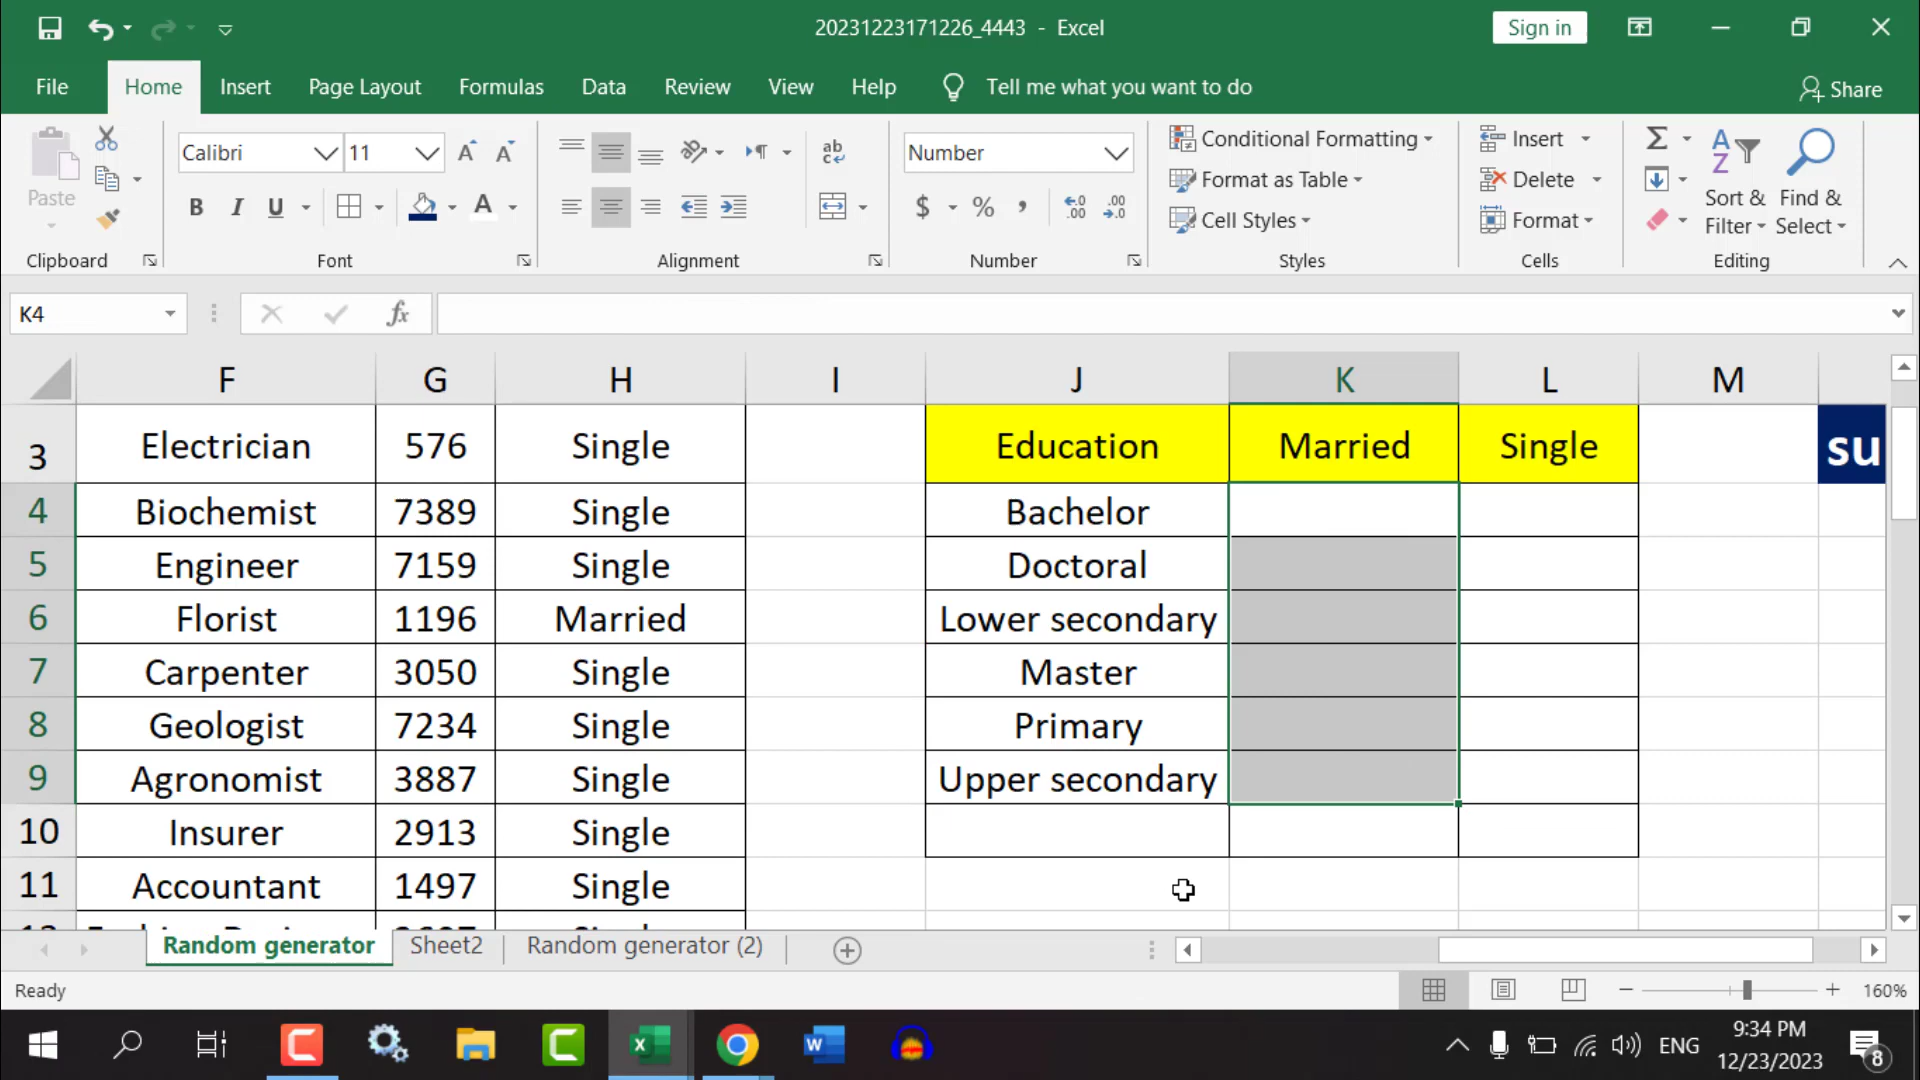 20231223171226_4443 - Excel
Sign in
File Home Insert Page Layout Formulas Data Review View Help Tell me what you want to do Share
Paste
Calibri 11
B I U A
ab
c
Number
$ % ,
Conditional Formatting
Format as Table
Cell Styles
Insert
Delete
Format
Σ
A
Z
Sort &
Filter
Find &
Select
Clipboard Font Alignment Number Styles Cells Editing
K4 fx
F G H I J K L M
3 Electrician 576 Single Education Married Single su
4 Biochemist 7389 Single Bachelor
5 Engineer 7159 Single Doctoral
6 Florist 1196 Married Lower secondary
7 Carpenter 3050 Single Master
8 Geologist 7234 Single Primary
9 Agronomist 3887 Single Upper secondary
10 Insurer 2913 Single
11 Accountant 1497 Single
Random generator Sheet2 Random generator (2)
Ready 160%
ENG
9:34 PM
12/23/2023
8